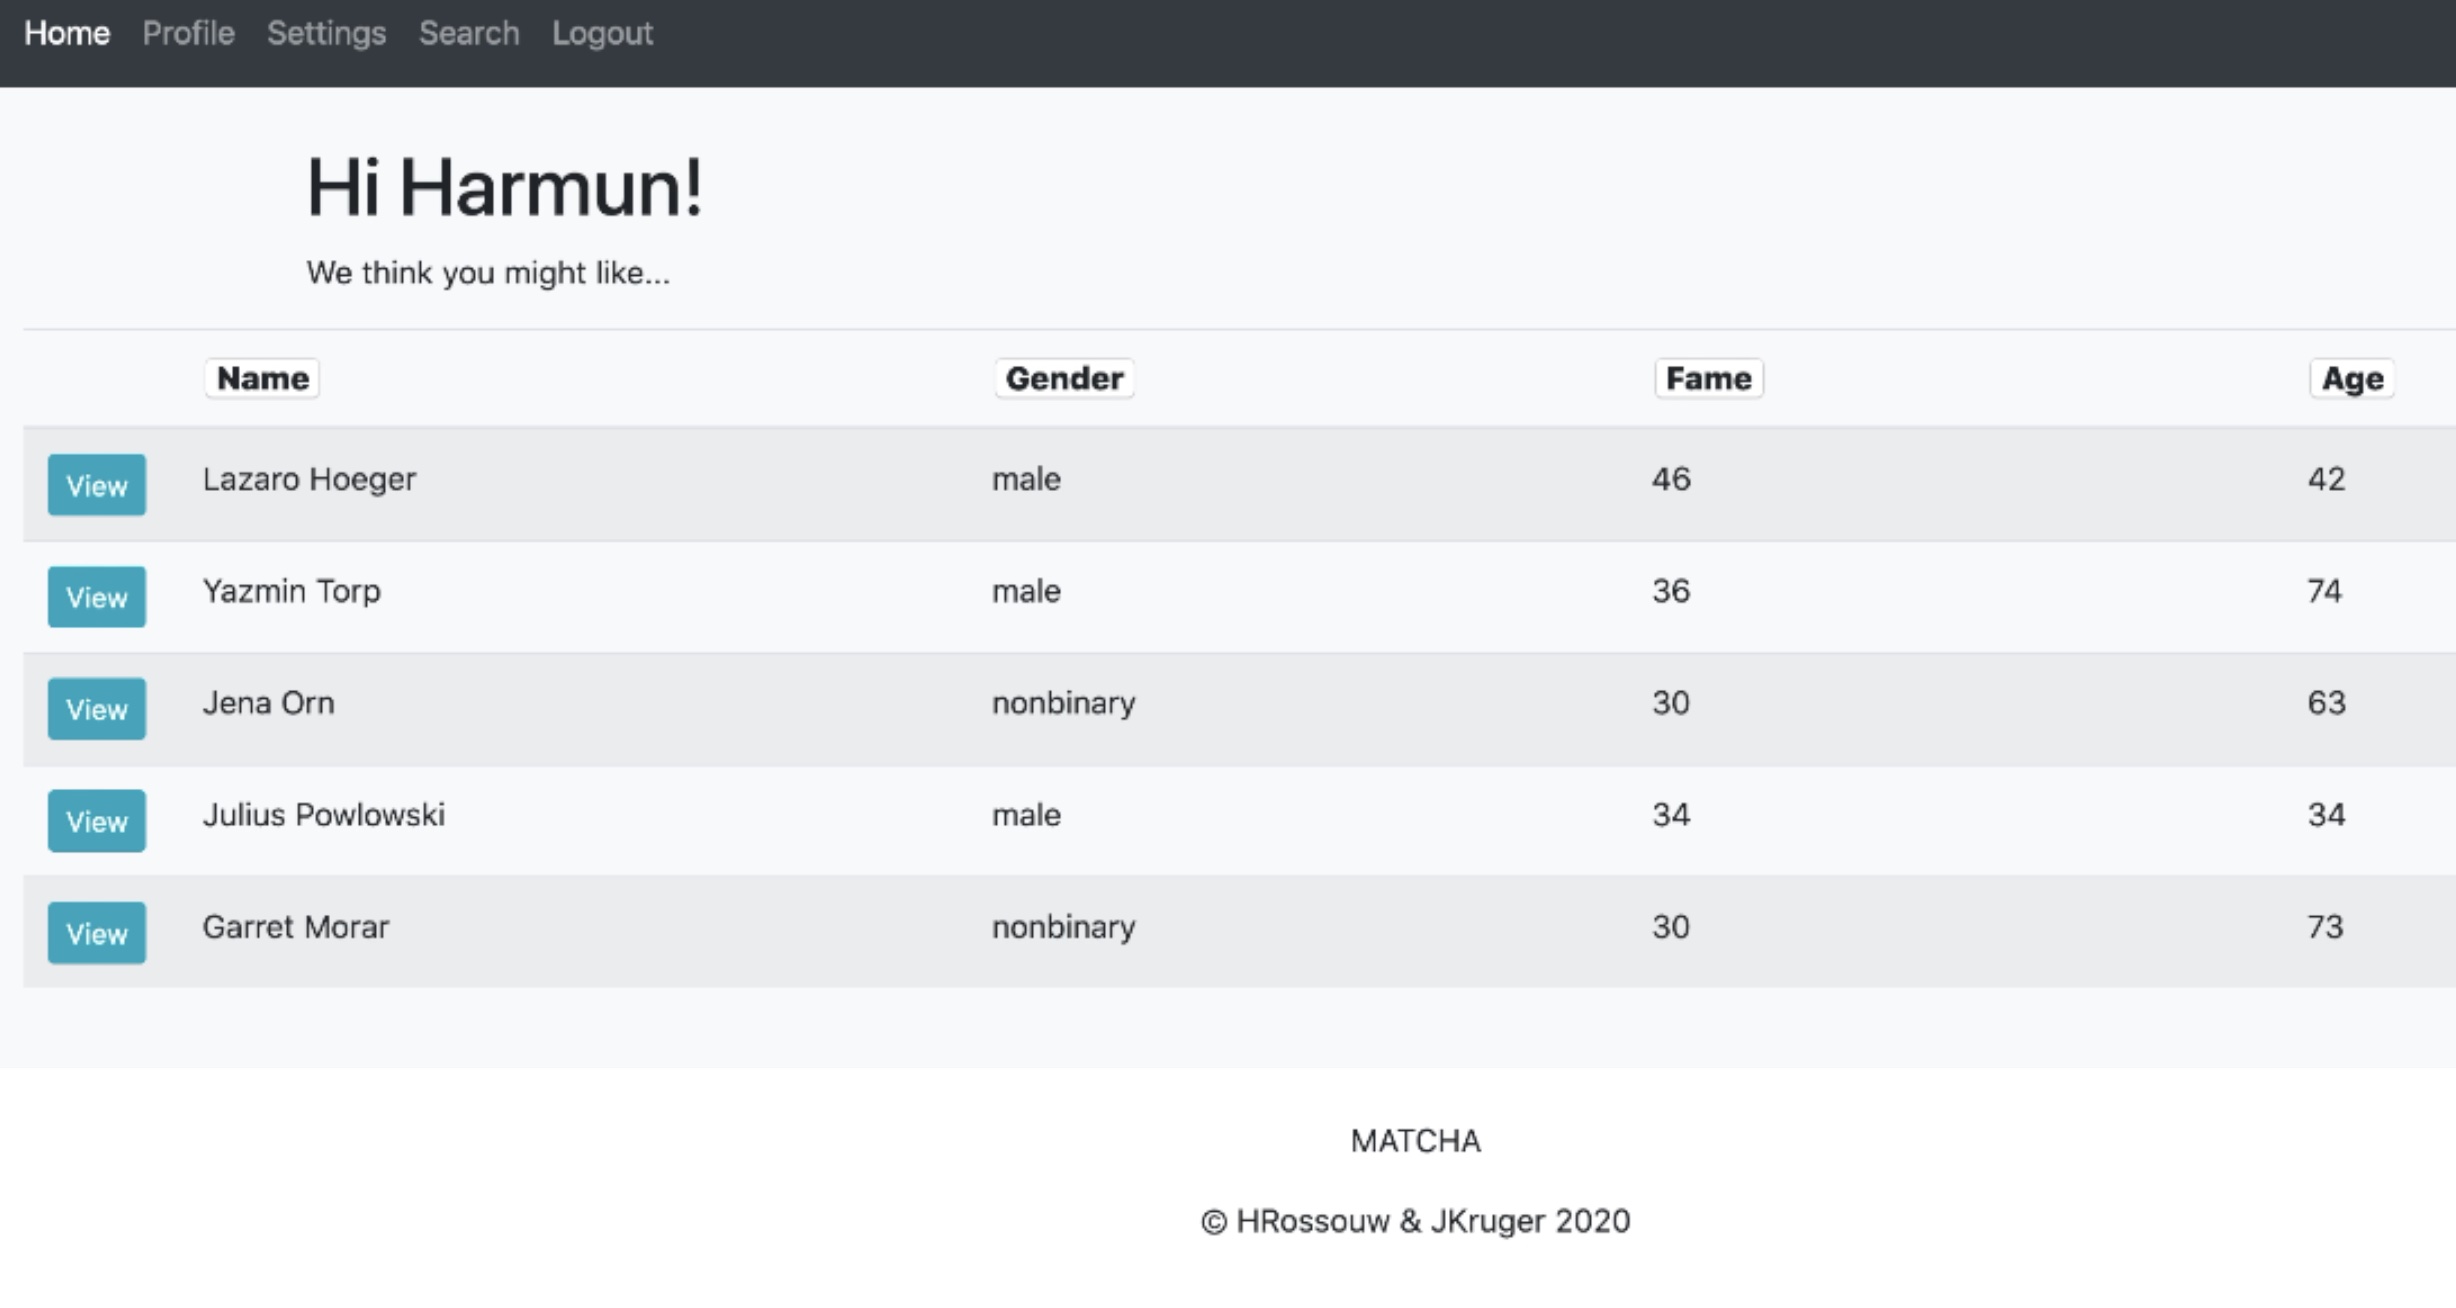 Home Profile Settings Search Logout
Hi Harmun!
We think you might like...
Name Gender Fame Age
View Lazaro Hoeger male 46 42
View Yazmin Torp male 36 74
View Jena Orn nonbinary 30 63
View Julius Powlowski male 34 34
View Garret Morar nonbinary 30 73
MATCHA
© HRossouw & JKruger 2020